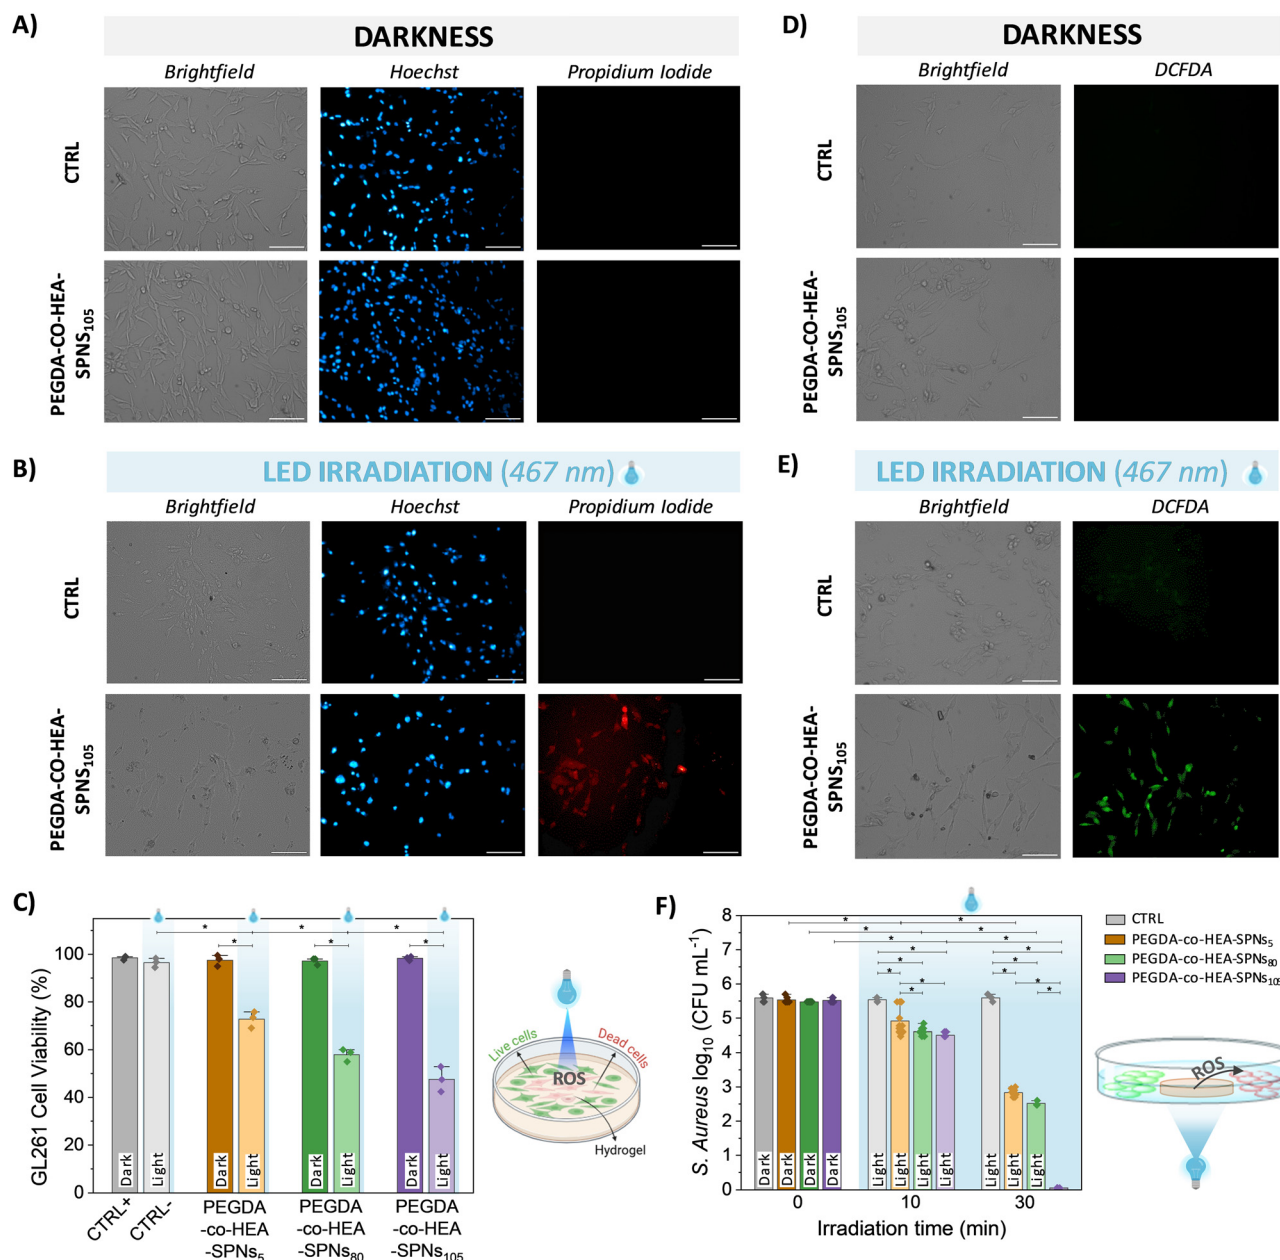 A)
DARKNESS
Brightfield Hoechst Propidium Iodide
CTRL
PEGDA-CO-HEA-
SPNS105
B)
LED IRRADIATION (467 nm)
Brightfield Hoechst Propidium Iodide
CTRL
PEGDA-CO-HEA-
SPNS105
D)
DARKNESS
Brightfield DCFDA
CTRL
PEGDA-CO-HEA-
SPNS105
E)
LED IRRADIATION (467 nm)
Brightfield DCFDA
CTRL
PEGDA-CO-HEA-
SPNS105
C)
GL261 Cell Viability (%)
100
80
60
40
20
0
* * * * * *
Dark Light Dark Light Dark Light Dark Light
CTRL+ CTRL-
PEGDA
-co-HEA
-SPNs5
PEGDA
-co-HEA
-SPNs80
PEGDA
-co-HEA
-SPNs105
Live cells
Dead cells
ROS
Hydrogel
F)
S. Aureus log10 (CFU mL-1)
8
7
6
5
4
3
2
1
0
* *
* *
* *
* *
* *
* *
* *
* *
Dark Dark Dark Dark Light Light Light Light Light Light Light
0 10 30
Irradiation time (min)
CTRL
PEGDA-co-HEA-SPNs5
PEGDA-co-HEA-SPNs80
PEGDA-co-HEA-SPNs105
ROS